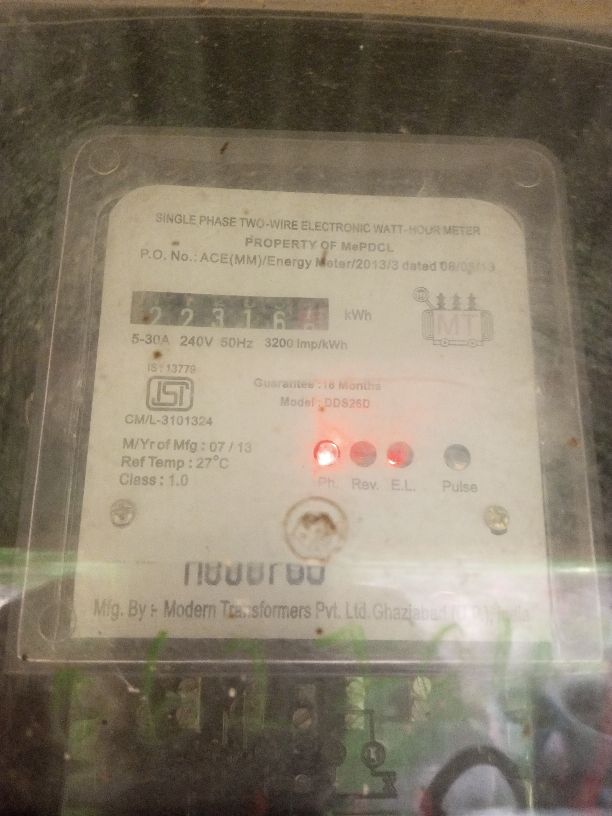 SINGLE PHASE TWO-WIRE ELECTRONIC WATT-HOUR METER
PROPERTY OF MePDCL
P.O. No.: ACE(MM)/Energy Meter/2013/3 dated
22316 kWh
5-30A 240V 50Hz 3200 Imp/kWh
MT
IS : 13779
ISI
CM/L-3101324
Guarantee : 18 Months
Model : DDS26D
M/Yr of Mfg : 07 / 13
Ref Temp : 27°C
Class : 1.0
Ph. Rev. E.L. Pulse
Mfg. By :- Modern Transformers Pvt. Ltd. Ghaziabad